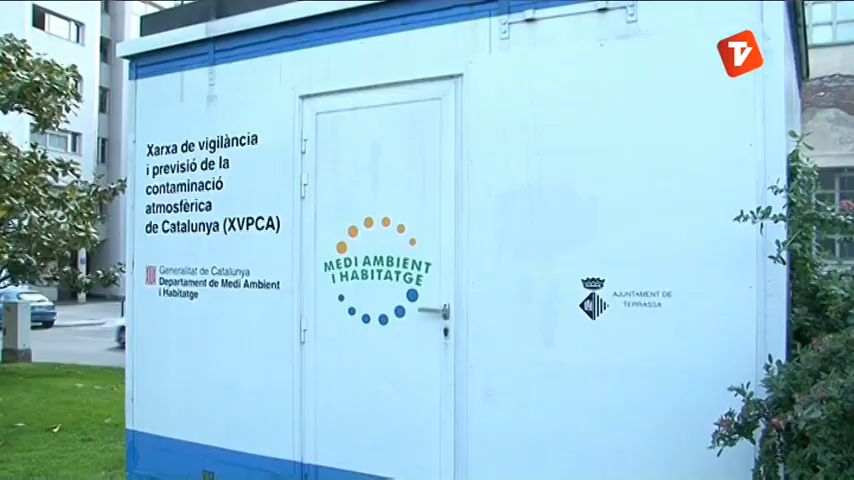 Xarxa de vigilància
i previsió de la
contaminació
atmosfèrica
de Catalunya (XVPCA)
Generalitat de Catalunya
Departament de Medi Ambient
i Habitatge
MEDI AMBIENT
I HABITATGE
AJUNTAMENT DE
TERRASSA
TV